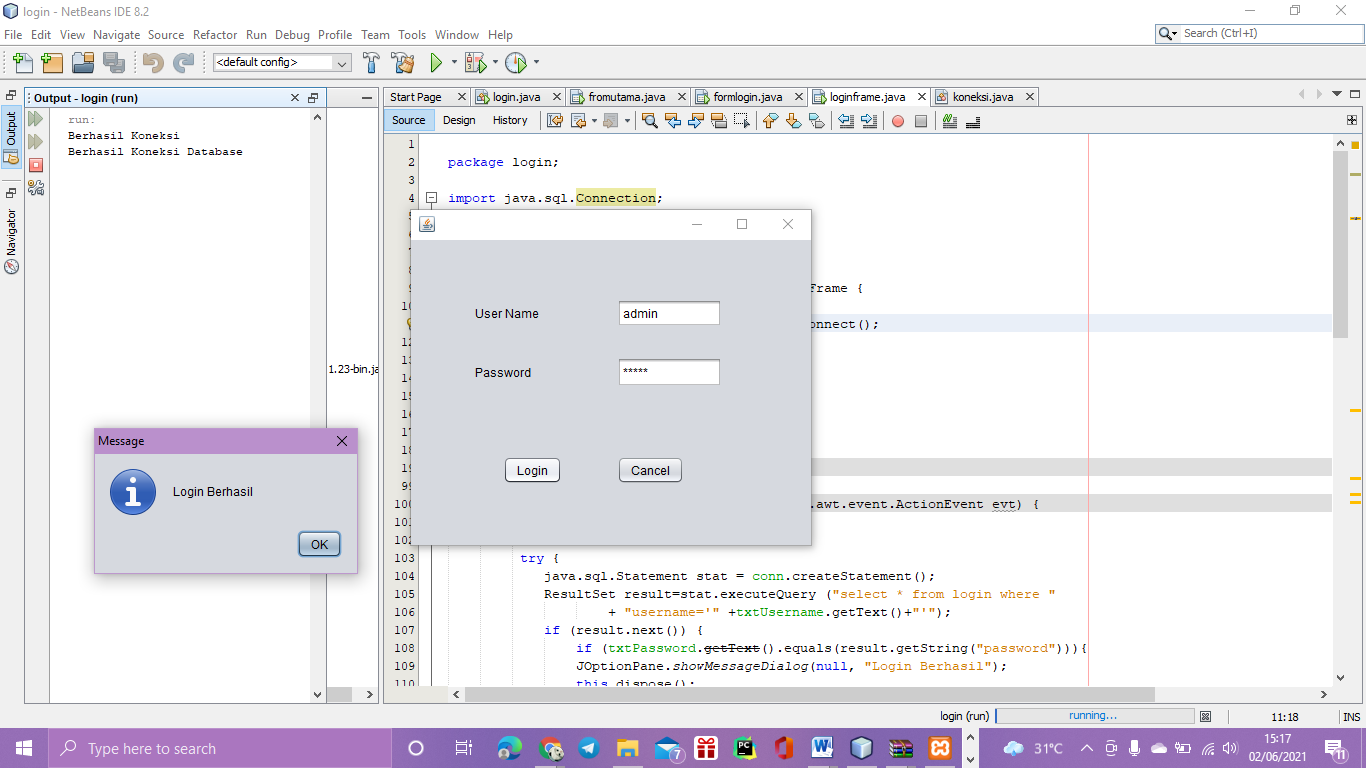 login - NetBeans IDE 8.2
File Edit View Navigate Source Refactor Run Debug Profile Team Tools Window Help
Search (Ctrl+I)
<default config>
Output - login (run)
Start Page login.java fromutama.java formlogin.java loginframe.java koneksi.java
Source Design History
Output
Navigator
run:
Berhasil Koneksi
Berhasil Koneksi Database
1.23-bin.ja
1
2 package login;
3
4 import java.sql.Connection;
Frame {
onnect();
12
13
14
15
16
17
18
19
99
100 .awt.event.ActionEvent evt) {
101
102
103 try {
104 java.sql.Statement stat = conn.createStatement();
105 ResultSet result=stat.executeQuery ("select * from login where "
106 + "username='" +txtUsername.getText()+"'");
107 if (result.next()) {
108 if (txtPassword.getText().equals(result.getString("password"))){
109 JOptionPane.showMessageDialog(null, "Login Berhasil");
110 this.dispose();
User Name admin
Password *****
Login Cancel
Message
Login Berhasil
OK
login (run) running... 11:18 INS
Type here to search
7
PC
W
31°C
15:17
02/06/2021
11